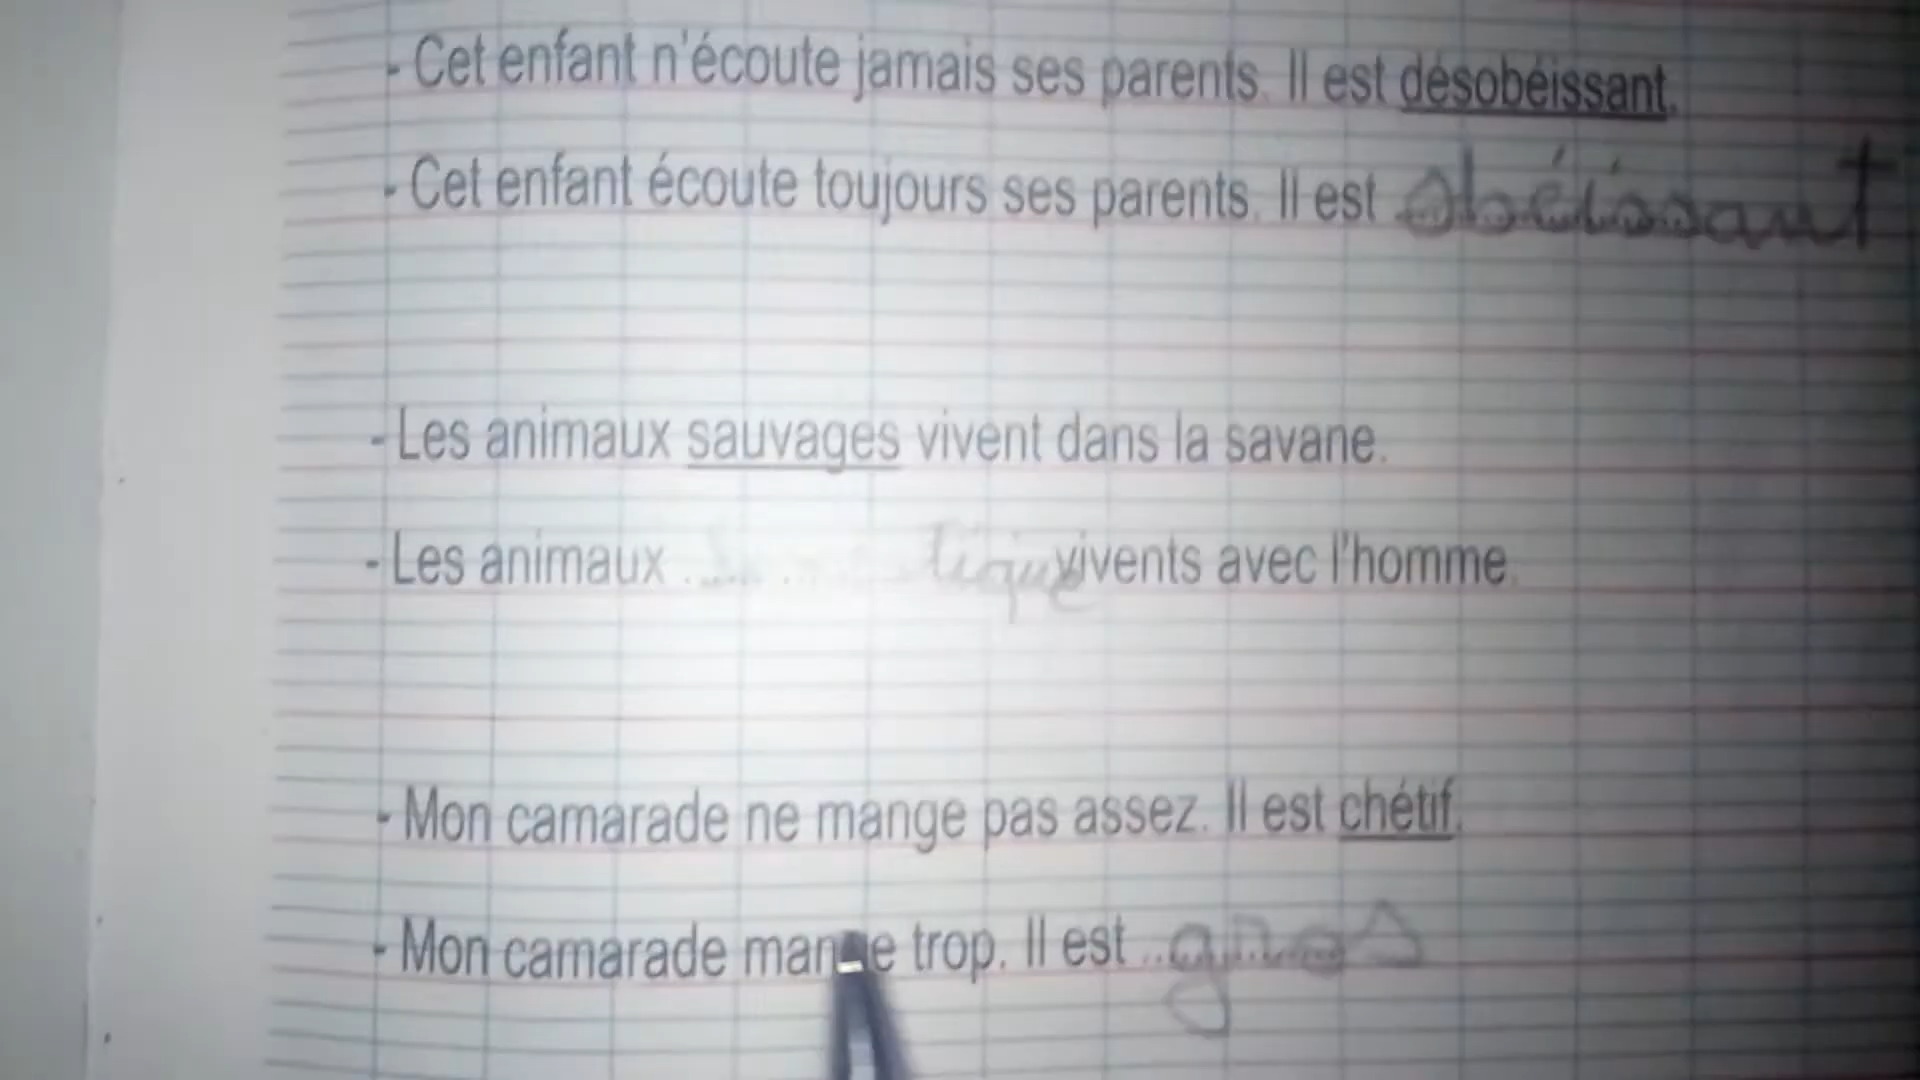 - Cet enfant n'écoute jamais ses parents. Il est désobéissant.
- Cet enfant écoute toujours ses parents. Il est obéissant
- Les animaux sauvages vivent dans la savane.
- Les animaux vivents avec l'homme.
- Mon camarade ne mange pas assez. Il est chétif.
- Mon camarade mange trop. Il est gros